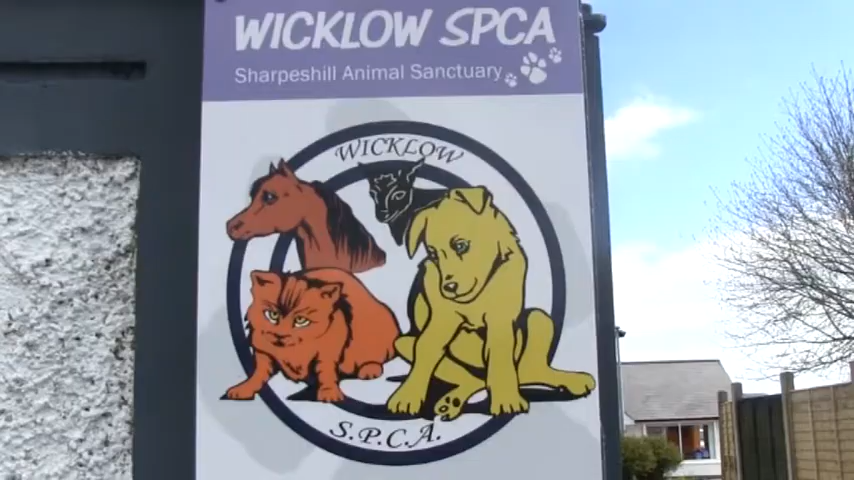 WICKLOW SPCA
Sharpeshill Animal Sanctuary
WICKLOW
S.P.C.A.